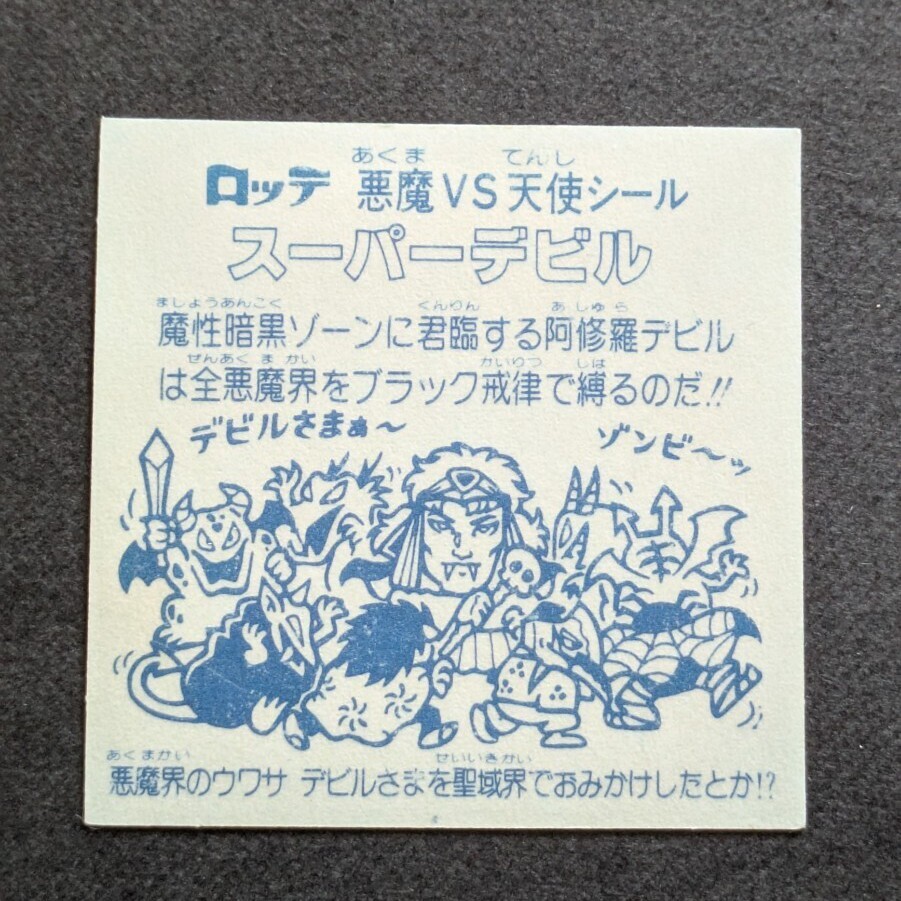 ロッテ 悪魔VS天使シール
あくま てんし
スーパーデビル
ましょうあんこく くんりん あしゅら
魔性暗黒ゾーンに君臨する阿修羅デビル
ぜんあくまかい かいりつ しば
は全悪魔界をブラック戒律で縛るのだ!!
デビルさまぁ〜
ゾンビ〜ッ
あくまかい せいいきかい
悪魔界のウワサ デビルさまを聖域界でおみかけしたとか!?